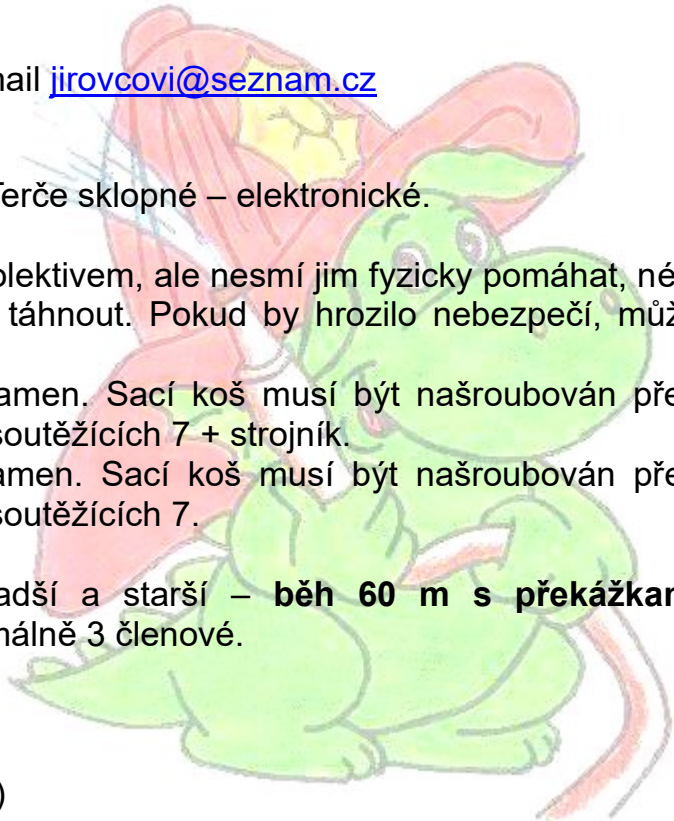 nail jirovcovi@seznam.cz
Terče sklopné – elektronické.
olektivem, ale nesmí jim fyzicky pomáhat, né
táhnout. Pokud by hrozilo nebezpečí, můž
amen. Sací koš musí být našroubován pře
soutěžících 7 + strojník.
amen. Sací koš musí být našroubován pře
soutěžících 7.
adší a starší – běh 60 m s překážkar
málně 3 členové.
)